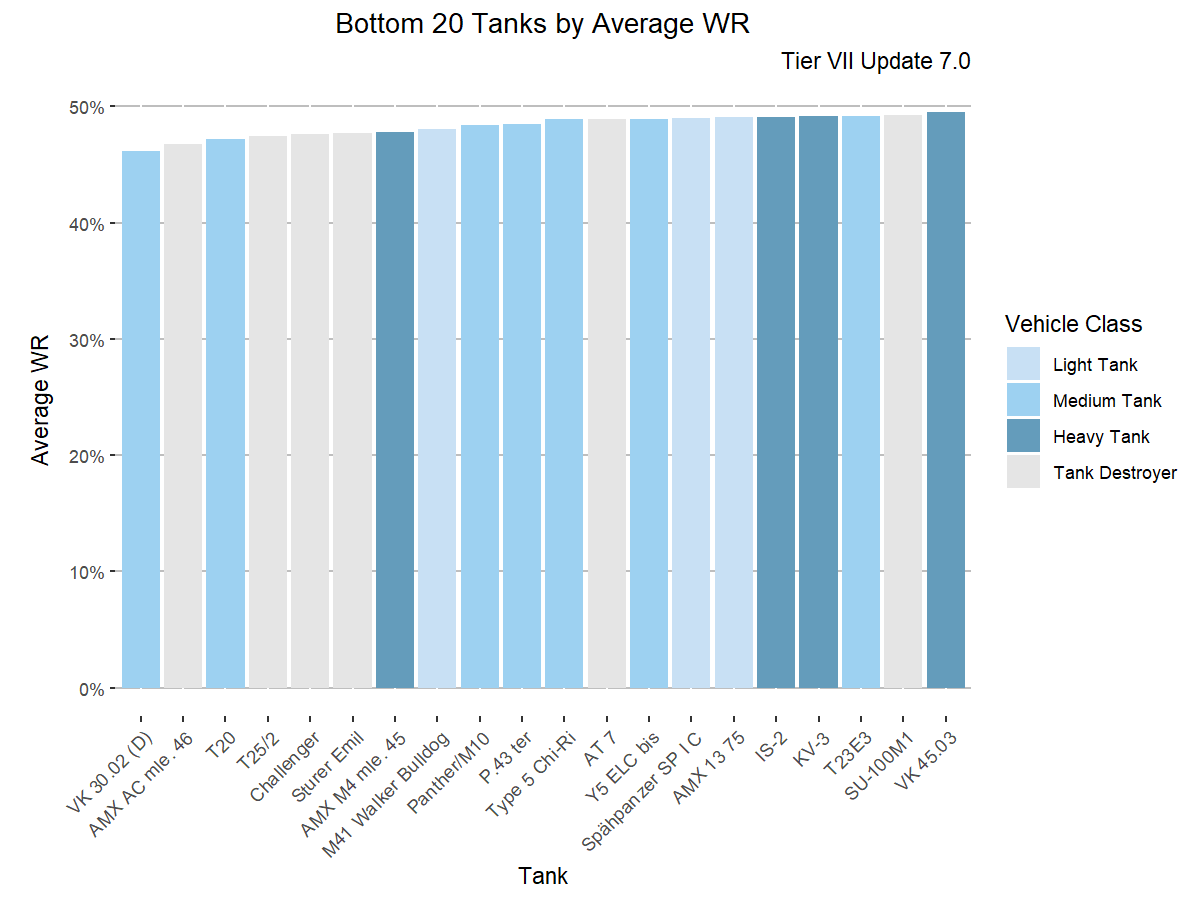 Bottom 20 Tanks by Average WR
Tier VII Update 7.0
50%
40%
30%
20%
10%
0%
Average WR
VK 30.02 (D)
AMX AC mle. 46
T20
T25/2
Challenger
Sturer Emil
AMX M4 mle. 45
M41 Walker Bulldog
Panther/M10
P.43 ter
Type 5 Chi-Ri
AT 7
Y5 ELC bis
Spähpanzer SP I C
AMX 13 75
IS-2
KV-3
T23E3
SU-100M1
VK 45.03
Tank
Vehicle Class
Light Tank
Medium Tank
Heavy Tank
Tank Destroyer